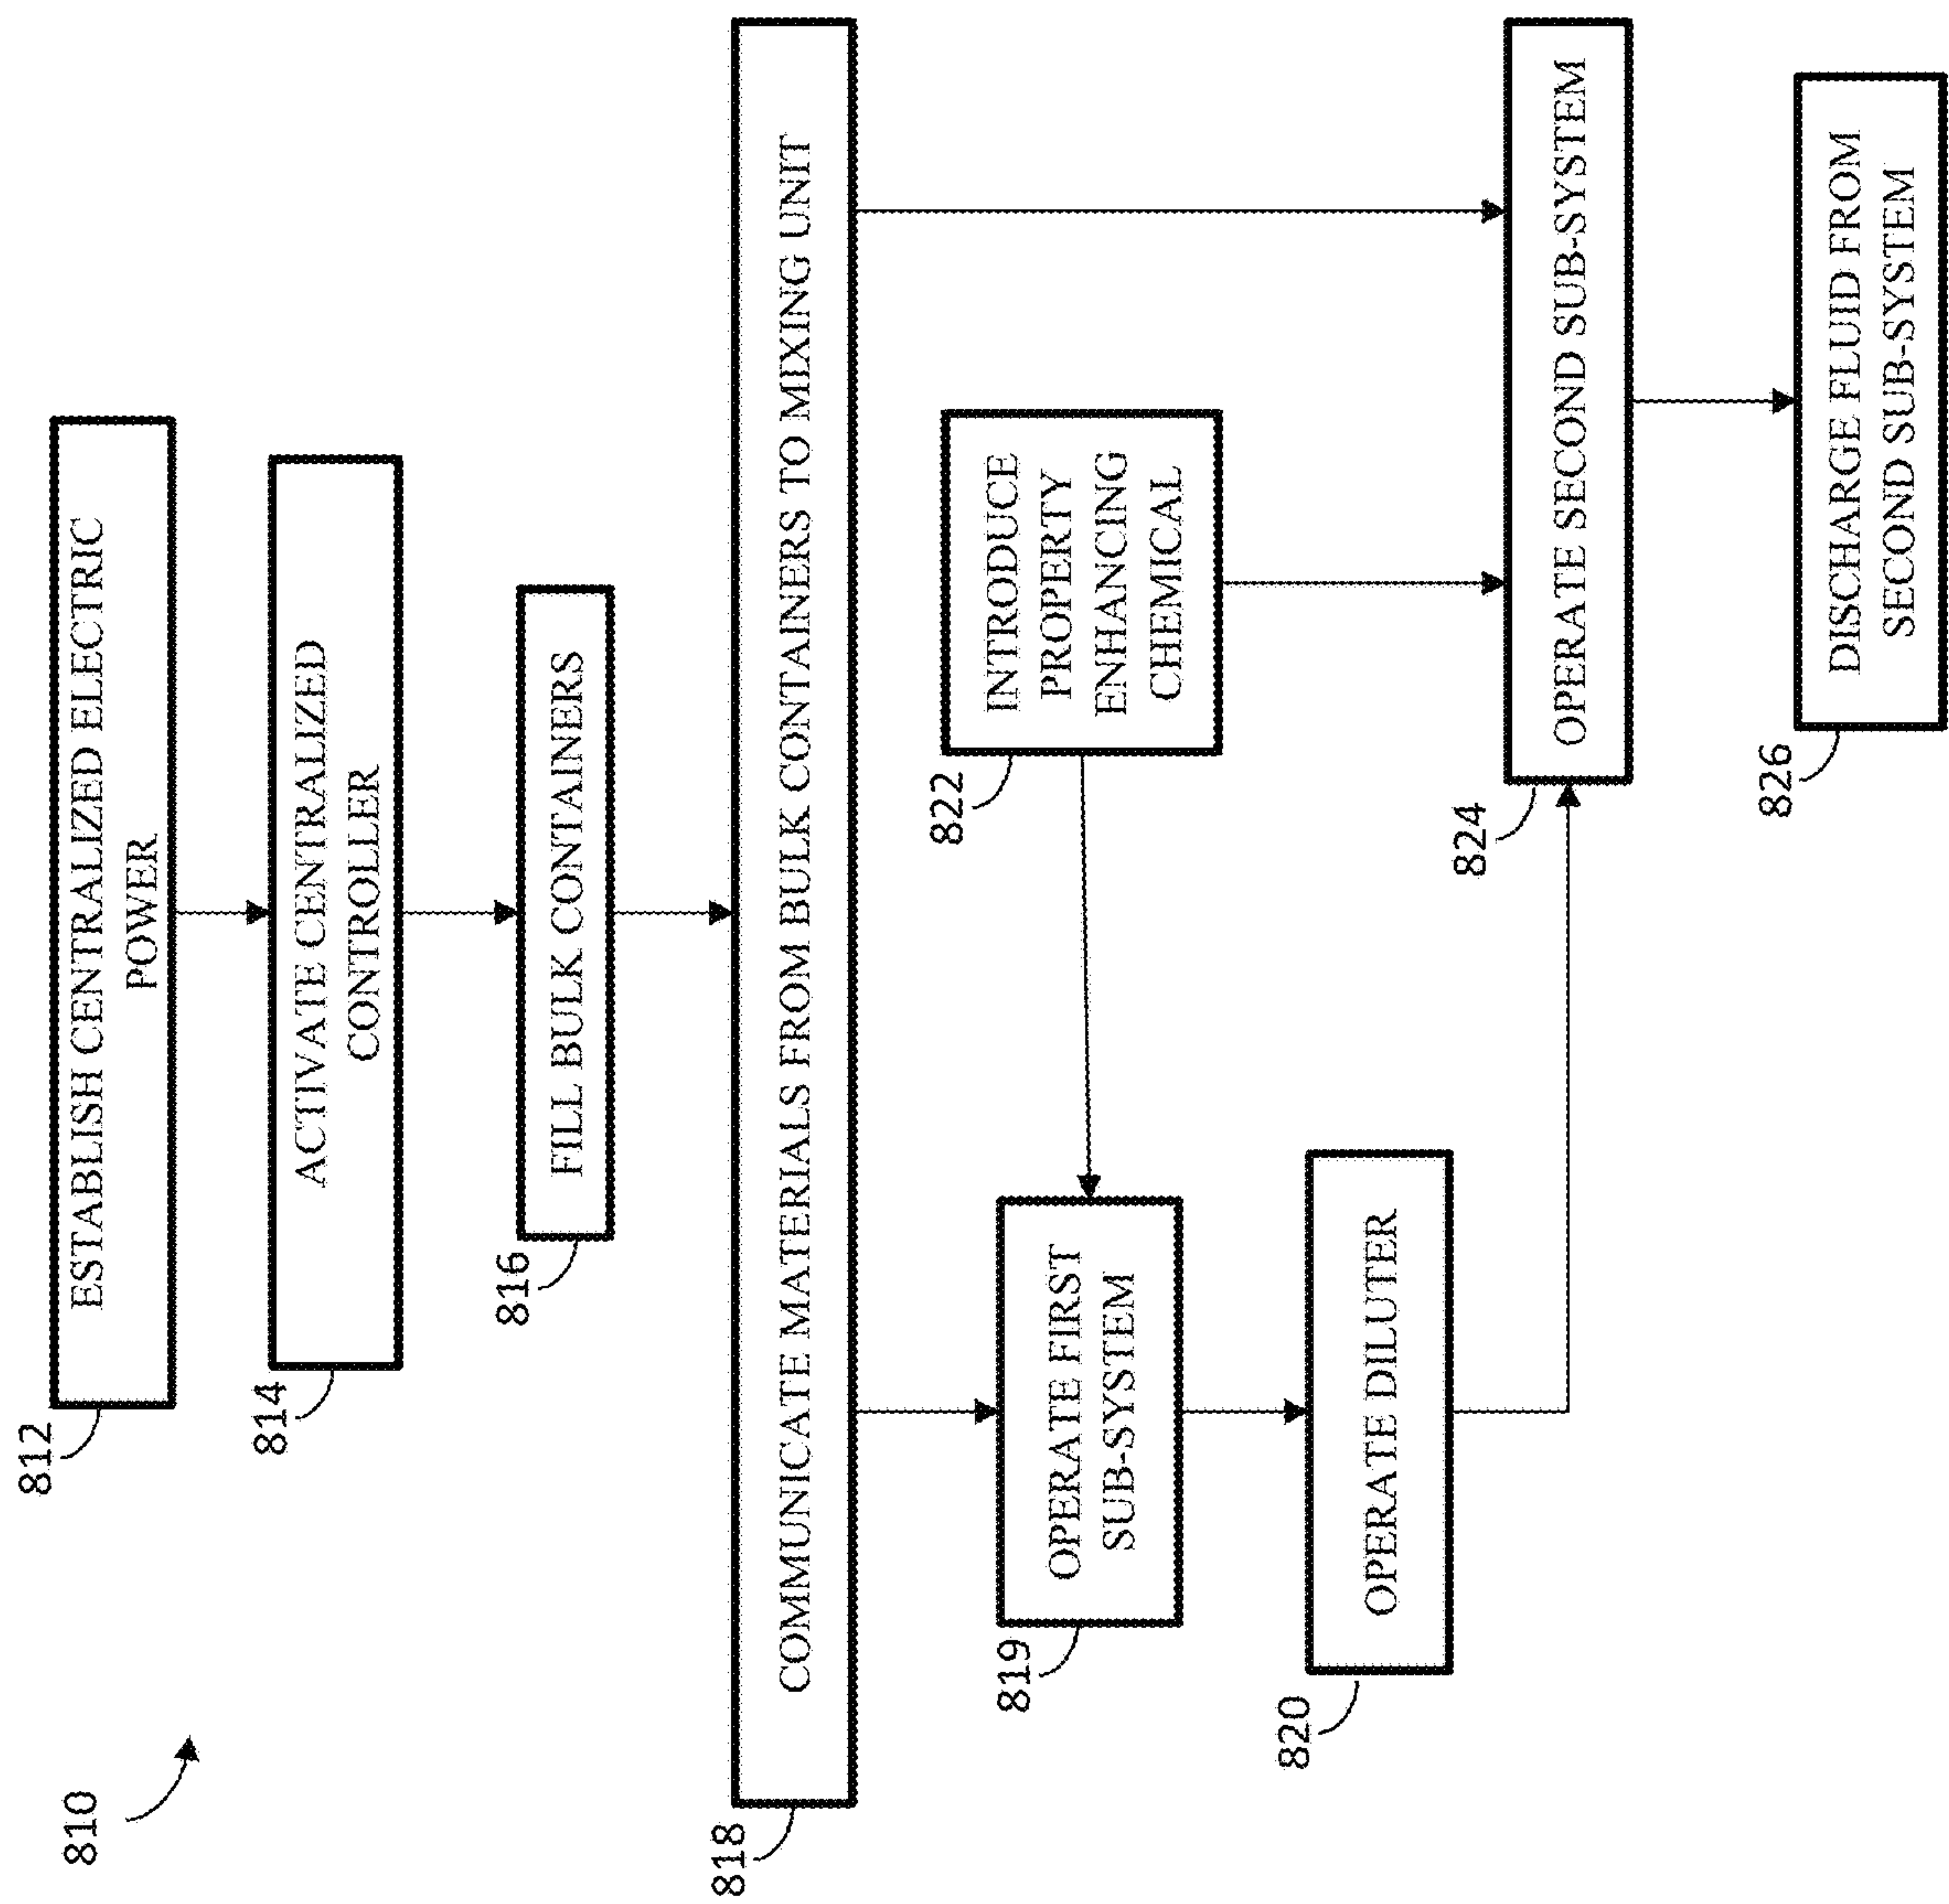 810
812
ESTABLISH CENTRALIZED ELECTRIC
POWER
814
ACTIVATE CENTRALIZED
CONTROLLER
816
FILL BULK CONTAINERS
818
COMMUNICATE MATERIALS FROM BULK CONTAINERS TO MIXING UNIT
819
OPERATE FIRST
SUB-SYSTEM
822
INTRODUCE
PROPERTY
ENHANCING
CHEMICAL
820
OPERATE DILUTER
824
OPERATE SECOND SUB-SYSTEM
826
DISCHARGE FLUID FROM
SECOND SUB-SYSTEM